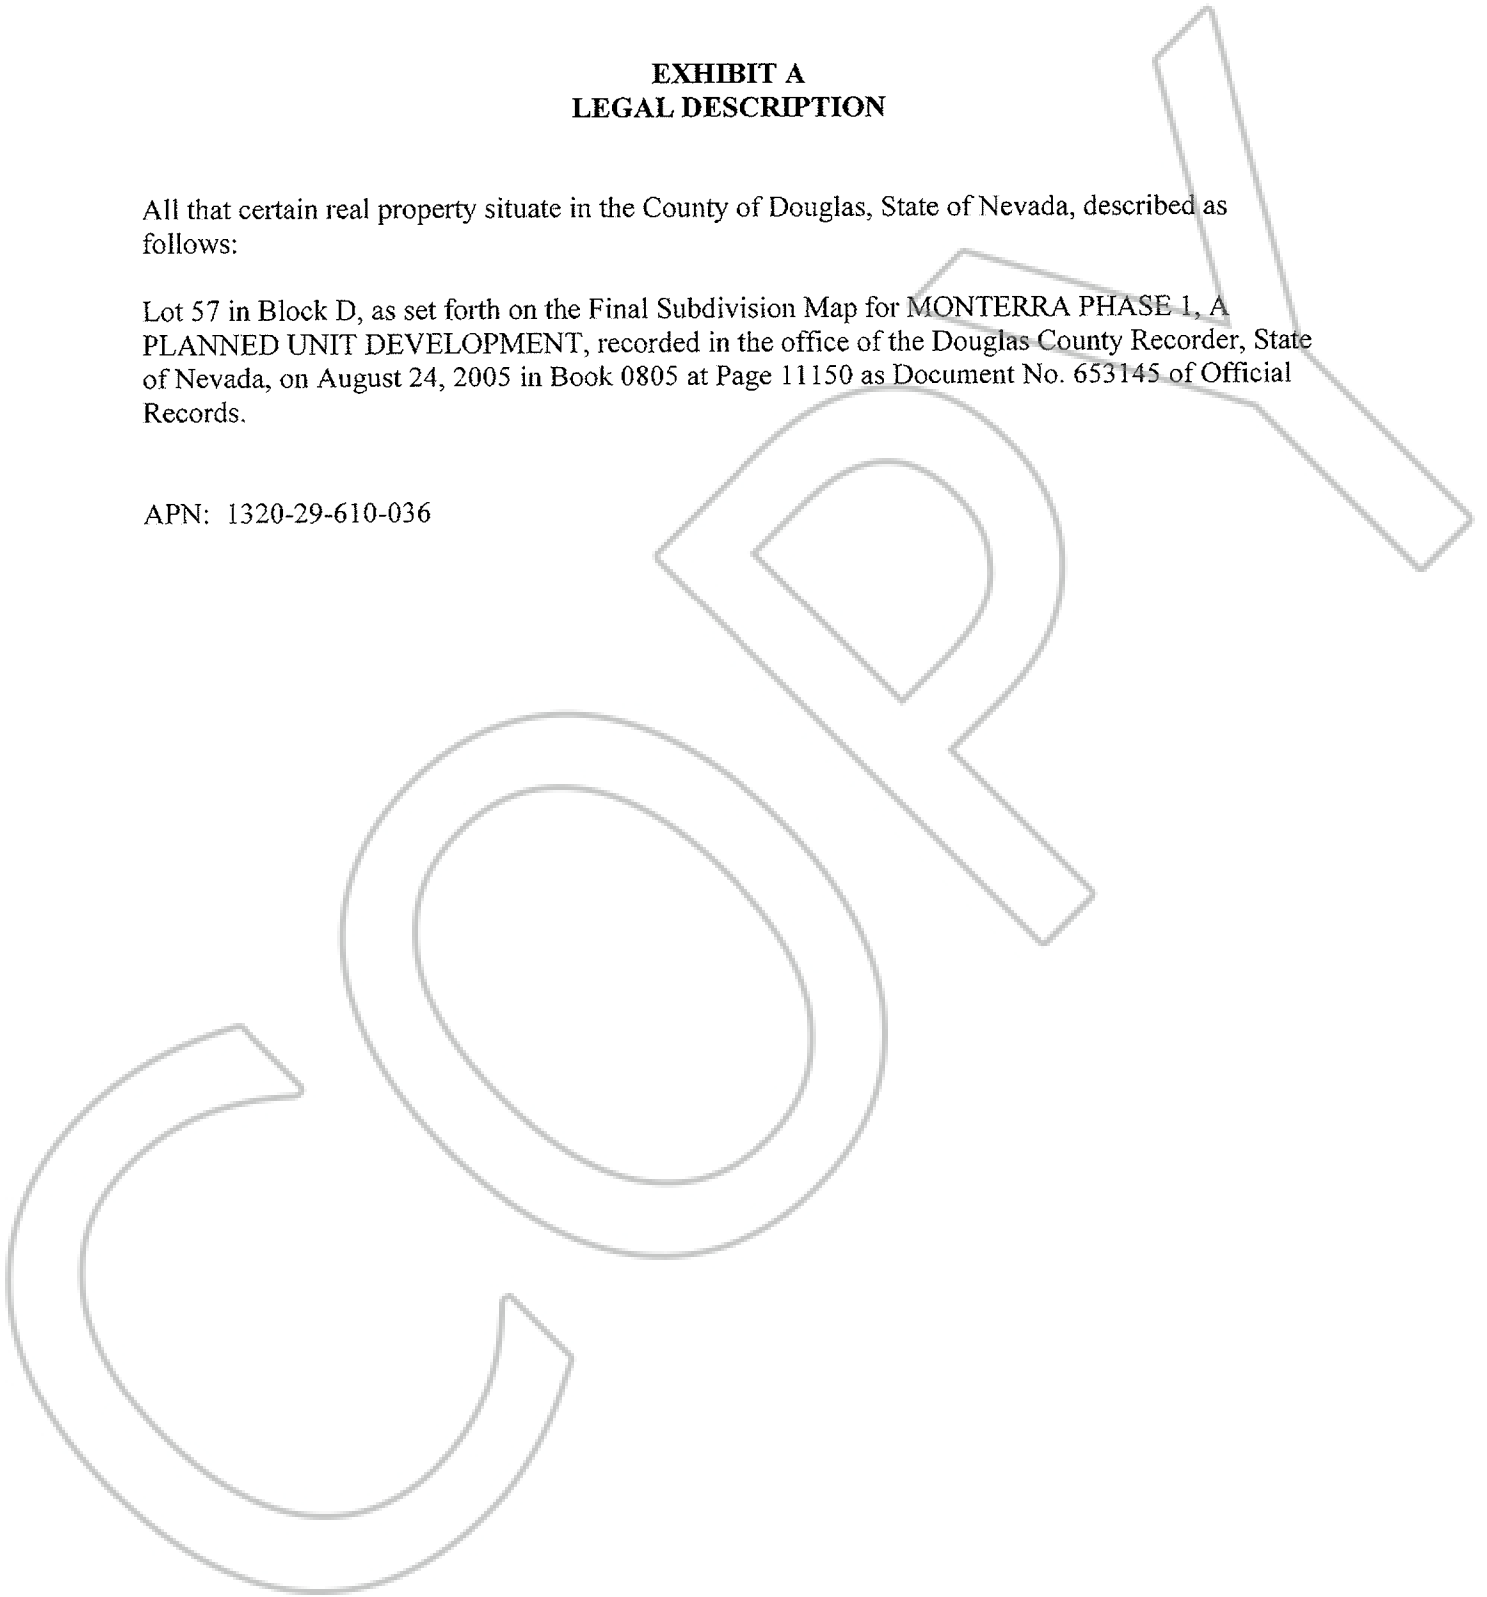 EXHIBIT A
LEGAL DESCRIPTION
All that certain real property situate in the County of Douglas, State of Nevada, described as
follows:
Lot 57 in Block D, as set forth on the Final Subdivision Map for MONTERRA PHASE 1, A
PLANNED UNIT DEVELOPMENT, recorded in the office of the Douglas County Recorder, State
of Nevada, on August 24, 2005 in Book 0805 at Page 11150 as Document No. 653145 of Official
Records.
APN: 1320-29-610-036
COPY